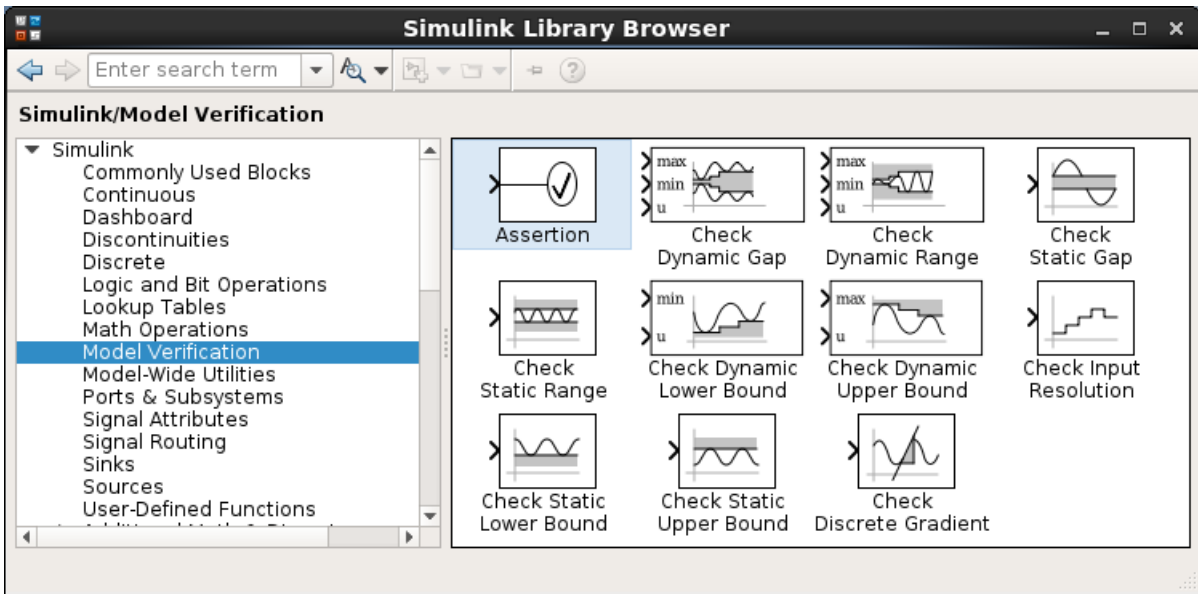 Simulink Library Browser
Enter search term
Simulink/Model Verification
Simulink
Commonly Used Blocks
Continuous
Dashboard
Discontinuities
Discrete
Logic and Bit Operations
Lookup Tables
Math Operations
Model Verification
Model-Wide Utilities
Ports & Subsystems
Signal Attributes
Signal Routing
Sinks
Sources
User-Defined Functions
Assertion
max
min
u
Check
Dynamic Gap
max
min
u
Check
Dynamic Range
Check
Static Gap
Check
Static Range
min
u
Check Dynamic
Lower Bound
max
u
Check Dynamic
Upper Bound
Check Input
Resolution
Check Static
Lower Bound
Check Static
Upper Bound
Check
Discrete Gradient